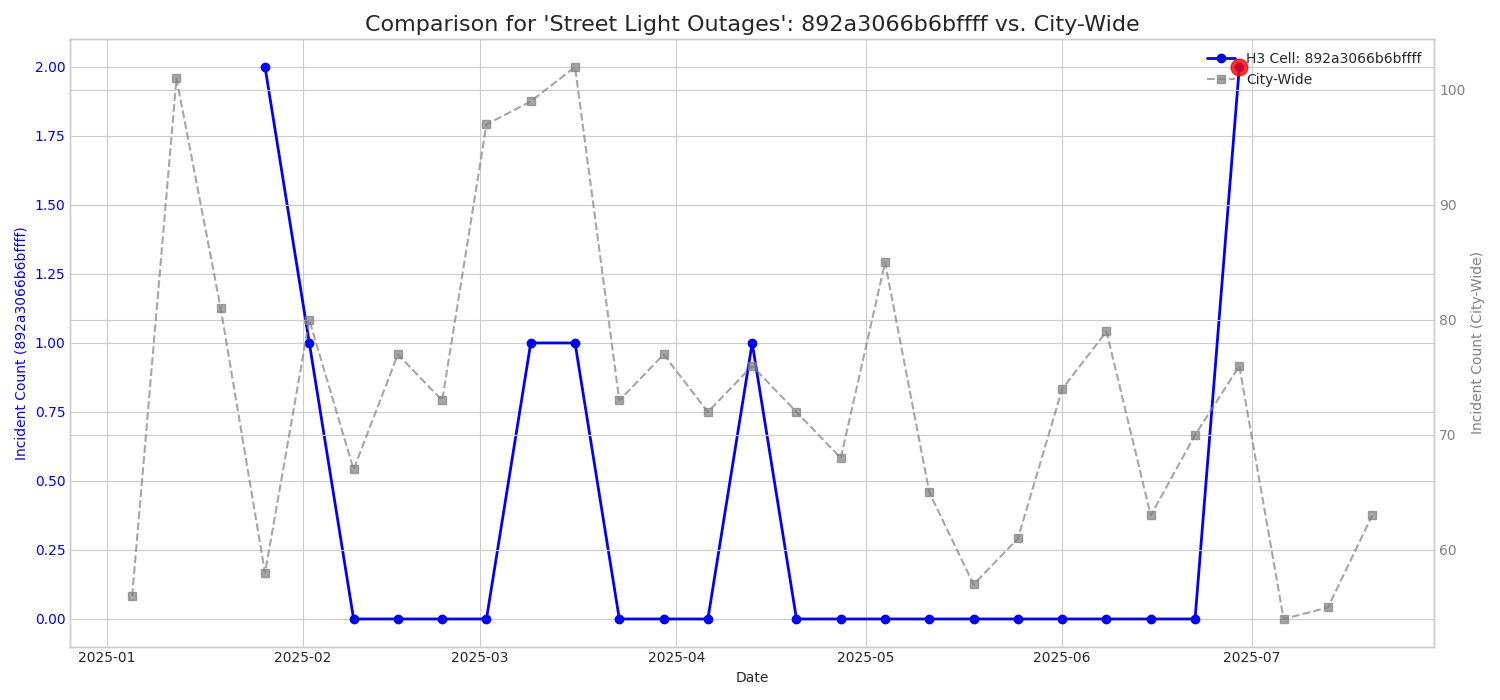 Comparison for 'Street Light Outages': 892a3066b6bffff vs. City-Wide
H3 Cell: 892a3066b6bffff
City-Wide
Incident Count (892a3066b6bffff)
2.00
1.75
1.50
1.25
1.00
0.75
0.50
0.25
0.00
100
90
80
70
60
Incident Count (City-Wide)
2025-01 2025-02 2025-03 2025-04 2025-05 2025-06 2025-07
Date